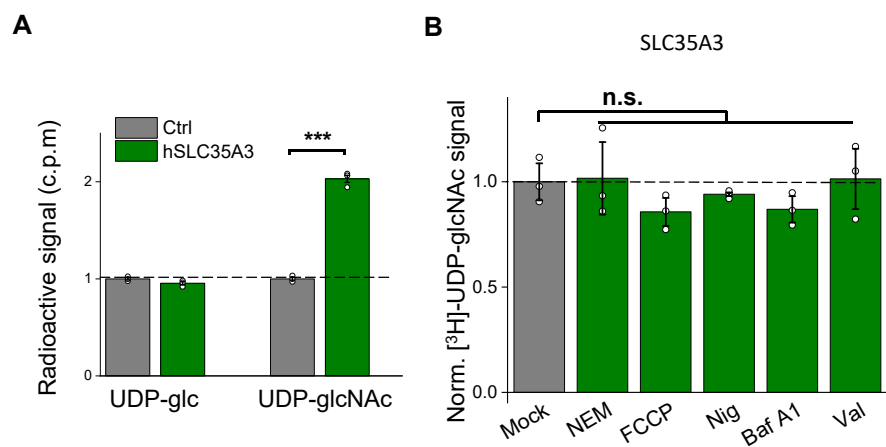 A
Radioactive signal (c.p.m)
Ctrl
hSLC35A3
***
2
1
0
UDP-glc
UDP-glcNAc
B
SLC35A3
Norm. [³H]-UDP-glcNAc signal
n.s.
1.0
0.5
0.0
Mock
NEM
FCCP
Nig
Baf A1
Val